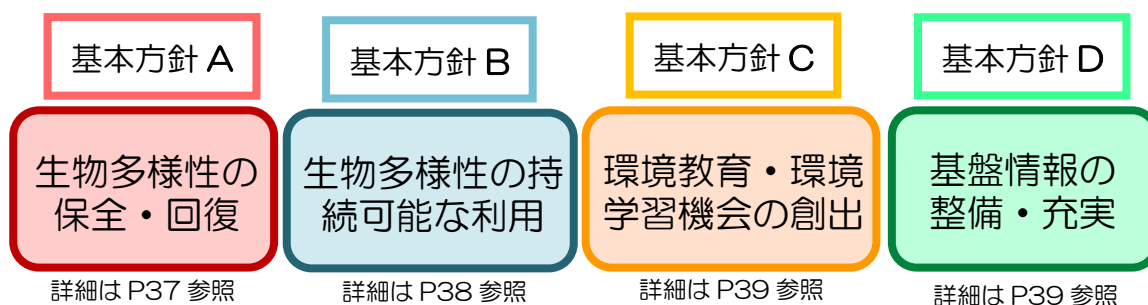 基本方針 A
生物多様性の
保全・回復
詳細は P37 参照
基本方針 B
生物多様性の持
続可能な利用
詳細は P38 参照
基本方針 C
環境教育・環境
学習機会の創出
詳細は P39 参照
基本方針 D
基盤情報の
整備・充実
詳細は P39 参照